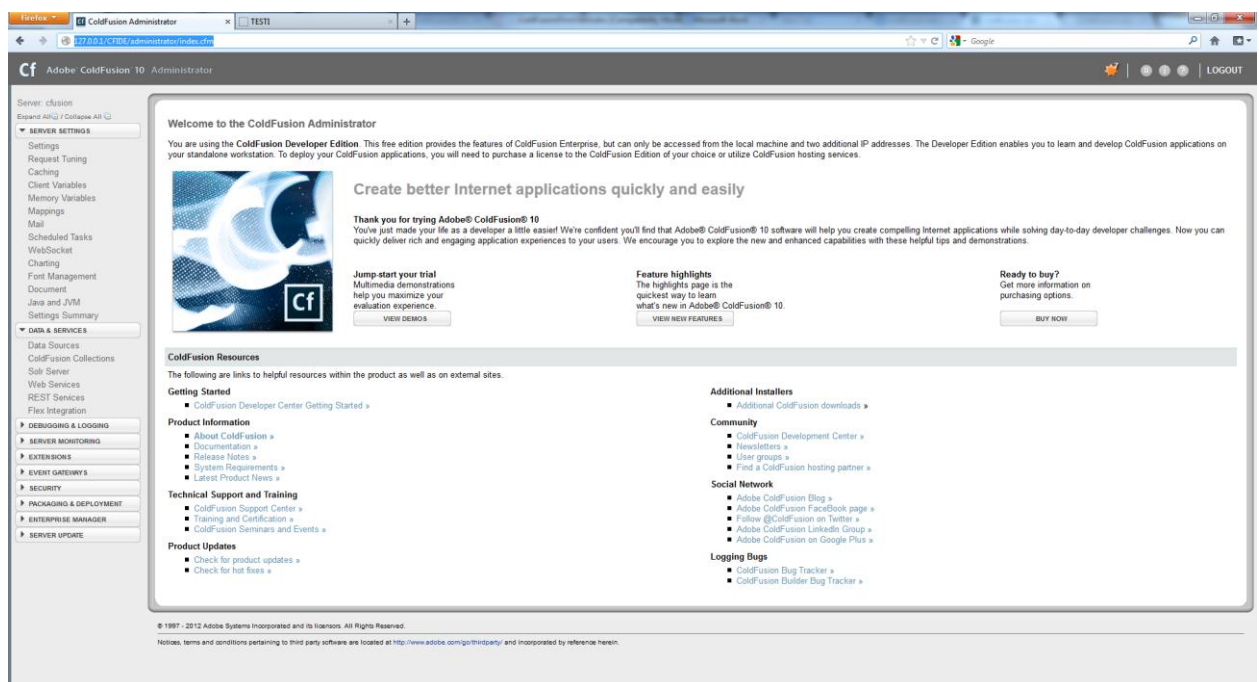 Firefox
ColdFusion Administrator
TEST1
127.0.0.1/CFIDE/administrator/index.cfm
Google
Cf Adobe ColdFusion 10 Administrator
LOGOUT
Server: cfusion
Expand All / Collapse All
SERVER SETTINGS
Settings
Request Tuning
Caching
Client Variables
Memory Variables
Mappings
Mail
Scheduled Tasks
WebSocket
Charting
Font Management
Document
Java and JVM
Settings Summary
DATA & SERVICES
Data Sources
ColdFusion Collections
Solr Server
Web Services
REST Services
Flex Integration
DEBUGGING & LOGGING
SERVER MONITORING
EXTENSIONS
EVENT GATEWAYS
SECURITY
PACKAGING & DEPLOYMENT
ENTERPRISE MANAGER
SERVER UPDATE
Welcome to the ColdFusion Administrator
You are using the ColdFusion Developer Edition. This free edition provides the features of ColdFusion Enterprise, but can only be accessed from the local machine and two additional IP addresses. The Developer Edition enables you to learn and develop ColdFusion applications on
your standalone workstation. To deploy your ColdFusion applications, you will need to purchase a license to the ColdFusion Edition of your choice or utilize ColdFusion hosting services.
Cf
Create better Internet applications quickly and easily
Thank you for trying Adobe® ColdFusion® 10
You've just made your life as a developer a little easier! We're confident you'll find that Adobe® ColdFusion® 10 software will help you create compelling Internet applications while solving day-to-day developer challenges. Now you can
quickly deliver rich and engaging application experiences to your users. We encourage you to explore the new and enhanced capabilities with these helpful tips and demonstrations.
Jump-start your trial
Multimedia demonstrations
help you maximize your
evaluation experience.
VIEW DEMOS
Feature highlights
The highlights page is the
quickest way to learn
what's new in Adobe® ColdFusion® 10.
VIEW NEW FEATURES
Ready to buy?
Get more information on
purchasing options.
BUY NOW
ColdFusion Resources
The following are links to helpful resources within the product as well as on external sites.
Getting Started
ColdFusion Developer Center Getting Started »
Product Information
About ColdFusion »
Documentation »
Release Notes »
System Requirements »
Latest Product News »
Technical Support and Training
ColdFusion Support Center »
Training and Certification »
ColdFusion Seminars and Events »
Product Updates
Check for product updates »
Check for hot fixes »
Additional Installers
Additional ColdFusion downloads »
Community
ColdFusion Development Center »
Newsletters »
User groups »
Find a ColdFusion hosting partner »
Social Network
Adobe ColdFusion Blog »
Adobe ColdFusion FaceBook page »
Follow @ColdFusion on Twitter »
Adobe ColdFusion LinkedIn Group »
Adobe ColdFusion on Google Plus »
Logging Bugs
ColdFusion Bug Tracker »
ColdFusion Builder Bug Tracker »
© 1997 - 2012 Adobe Systems Incorporated and its licensors. All Rights Reserved.
Notices, terms and conditions pertaining to third party software are located at http://www.adobe.com/go/thirdparty/ and incorporated by reference herein.